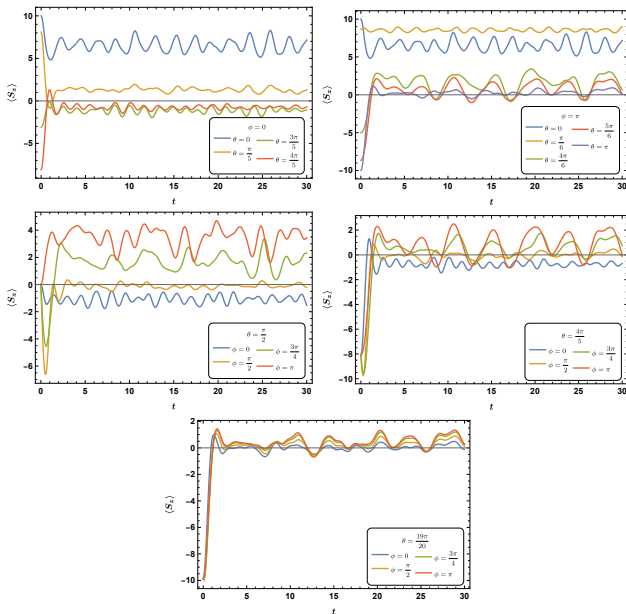 ⟨S_z⟩
10
5
0
-5
0 5 10 15 20 25 30
t
ϕ = 0
θ = 0 θ = 3π/5
θ = π/5 θ = 4π/5
⟨S_z⟩
10
5
0
-5
-10
0 5 10 15 20 25 30
t
ϕ = π
θ = 0 θ = 5π/6
θ = π/6 θ = π
θ = 4π/6
⟨S_z⟩
4
2
0
-2
-4
-6
0 5 10 15 20 25 30
t
θ = π/2
ϕ = 0 ϕ = 3π/4
ϕ = π/2 ϕ = π
⟨S_z⟩
2
0
-2
-4
-6
-8
-10
0 5 10 15 20 25 30
t
θ = 4π/5
ϕ = 0 ϕ = 3π/4
ϕ = π/2 ϕ = π
⟨S_z⟩
2
0
-2
-4
-6
-8
-10
0 5 10 15 20 25 30
t
θ = 19π/20
ϕ = 0 ϕ = 3π/4
ϕ = π/2 ϕ = π